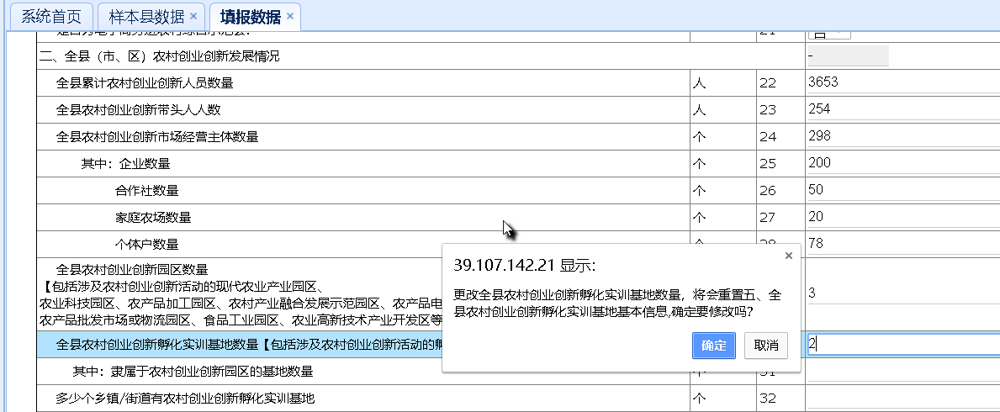 系统首页 样本县数据 × 填报数据 ×
二、全县（市、区）农村创业创新发展情况 -
全县累计农村创业创新人员数量 人 22 3653
全县农村创业创新带头人人数 人 23 254
全县农村创业创新市场经营主体数量 个 24 298
其中：企业数量 个 25 200
合作社数量 个 26 50
家庭农场数量 个 27 20
个体户数量 个 28 78
全县农村创业创新园区数量
【包括涉及农村创业创新活动的现代农业产业园区、
农业科技园区、农产品加工园区、农村产业融合发展示范园区、农产品电
农产品批发市场或物流园区、食品工业园区、农业高新技术产业开发区等
3
全县农村创业创新孵化实训基地数量【包括涉及农村创业创新活动的孵 2
其中：隶属于农村创业创新园区的基地数量 个 31
多少个乡镇/街道有农村创业创新孵化实训基地 个 32
39.107.142.21 显示: ×
更改全县农村创业创新孵化实训基地数量，将会重置五、全
县农村创业创新孵化实训基地基本信息,确定要修改吗?
确定 取消